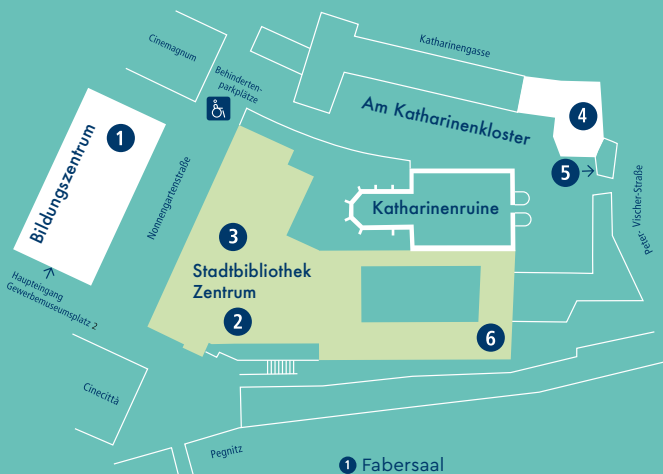 Cinemagnum
Katharinengasse
Behinderten-
parkplätze
1
Bildungszentrum
Am Katharinenkloster
4
5
Nonnengartenstraße
Katharinenruine
Peter-Vischer-Straße
3
Stadtbibliothek
Zentrum
Haupteingang
Gewerbemuseumsplatz 2
2
6
Cinecittà
Pegnitz
1 Fabersaal